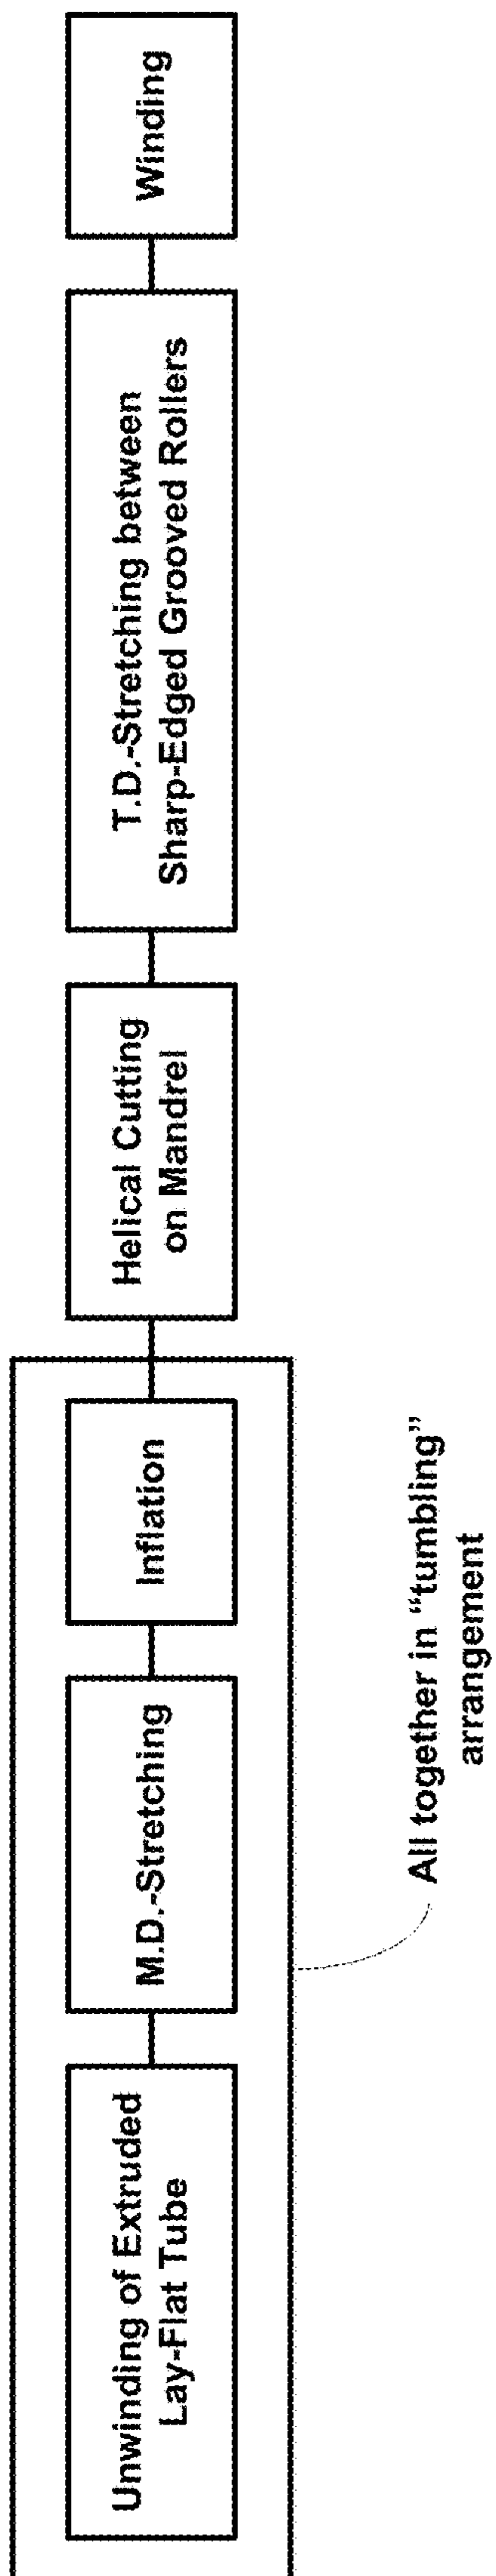 Unwinding of Extruded
Lay-Flat Tube
M.D.-Stretching
Inflation
Helical Cutting
on Mandrel
T.D.-Stretching between
Sharp-Edged Grooved Rollers
Winding
All together in “tumbling”
arrangement